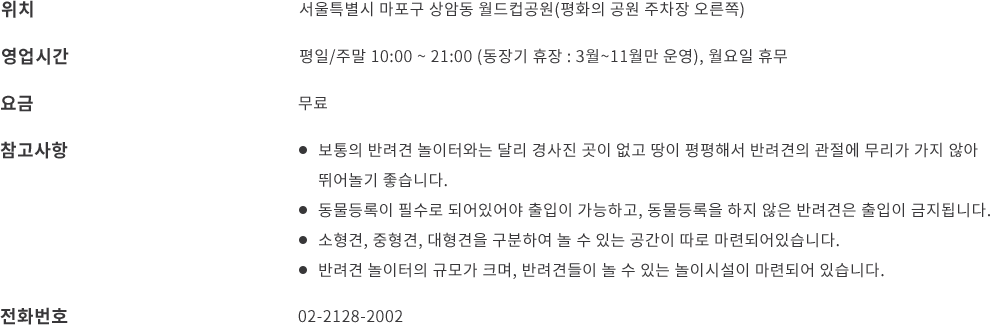 위치 서울특별시 마포구 상암동 월드컵공원(평화의 공원 주차장 오른쪽)
영업시간 평일/주말 10:00 ~ 21:00 (동장기 휴장 : 3월~11월만 운영), 월요일 휴무
요금 무료
참고사항 ● 보통의 반려견 놀이터와는 달리 경사진 곳이 없고 땅이 평평해서 반려견의 관절에 무리가 가지 않아
뛰어놀기 좋습니다.
● 동물등록이 필수로 되어있어야 출입이 가능하고, 동물등록을 하지 않은 반려견은 출입이 금지됩니다.
● 소형견, 중형견, 대형견을 구분하여 놀 수 있는 공간이 따로 마련되어있습니다.
● 반려견 놀이터의 규모가 크며, 반려견들이 놀 수 있는 놀이시설이 마련되어 있습니다.
전화번호 02-2128-2002